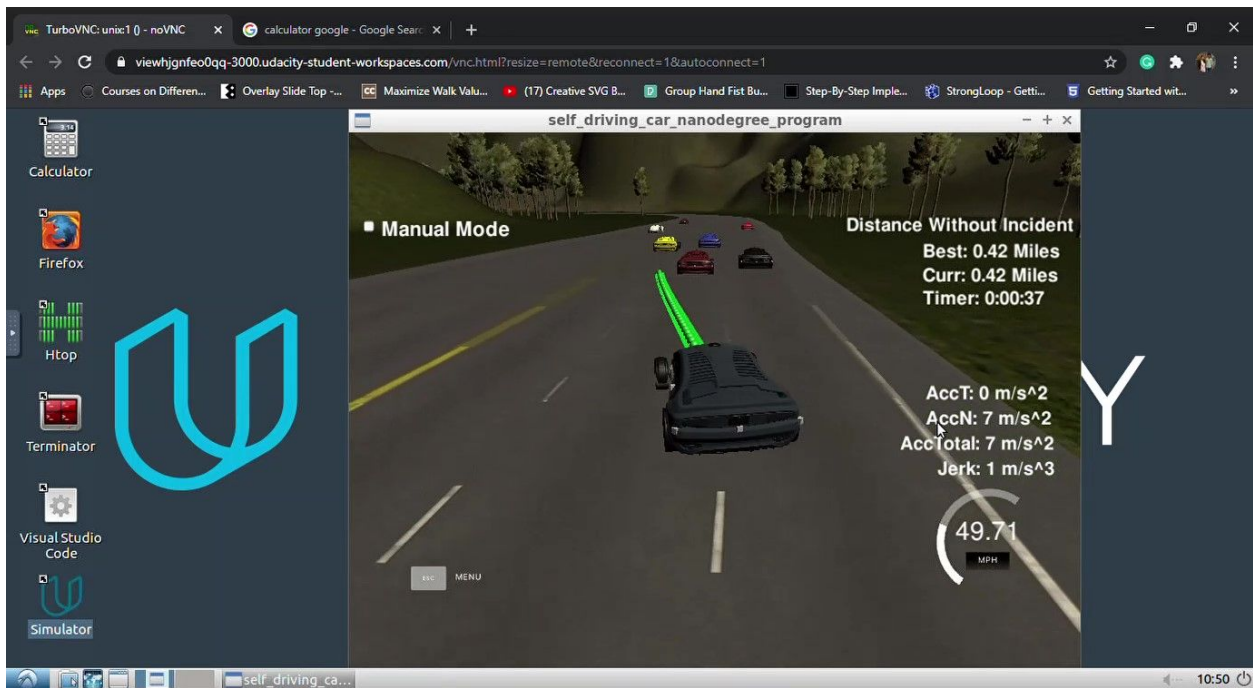 TurboVNC: unix:1 () - noVNC
calculator google - Google Searc
viewhjgnfeo0qq-3000.udacity-student-workspaces.com/vnc.html?resize=remote&reconnect=1&autoconnect=1
Apps Courses on Differen... Overlay Slide Top -... Maximize Walk Valu... (17) Creative SVG B... Group Hand Fist Bu... Step-By-Step Imple... StrongLoop - Getti... Getting Started wit... »
self_driving_car_nanodegree_program
3.14
Calculator
Firefox
Htop
Terminator
Visual Studio
Code
Simulator
Manual Mode
Distance Without Incident
Best: 0.42 Miles
Curr: 0.42 Miles
Timer: 0:00:37
AccT: 0 m/s^2
AccN: 7 m/s^2
AccTotal: 7 m/s^2
Jerk: 1 m/s^3
49.71
MPH
ESC MENU
Y
self_driving_ca...
10:50